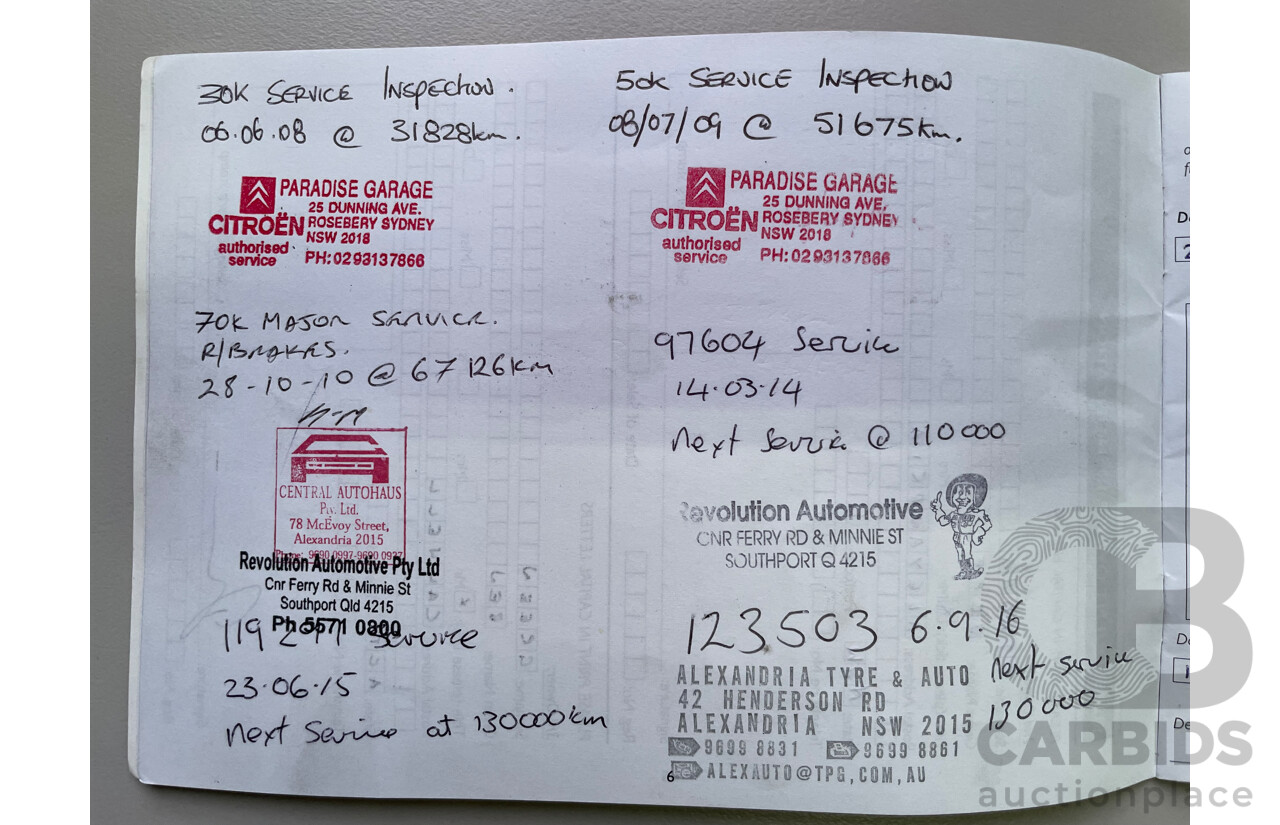 30K SERVICE INSPECTION.
06.06.08 @ 31828km.
PARADISE GARAGE
25 DUNNING AVE.
CITROËN ROSEBERY SYDNEY
NSW 2018
authorised service
PH:0293137866
70K MAJOR SERVICE.
R/BRAKES.
28-10-10 @ 67126km
CENTRAL AUTOHAUS
Pty. Ltd.
78 McEvoy Street,
Alexandria 2015
Phone: 9690 0997-9690 0927
Revolution Automotive Pty Ltd
Cnr Ferry Rd & Minnie St
Southport Qld 4215
Ph 5571 0800
Service
23.06.15
next Service at 130000km
50K SERVICE INSPECTION
08/07/09 @ 51675Km.
PARADISE GARAGE
25 DUNNING AVE,
CITROËN ROSEBERY SYDNEY
NSW 2018
authorised service
PH:0293137866
97604 Service
14.03.14
next Service @ 110000
Revolution Automotive
CNR FERRY RD & MINNIE ST
SOUTHPORT Q 4215
123503 6.9.16
next service
130000
ALEXANDRIA TYRE & AUTO
42 HENDERSON RD
ALEXANDRIA NSW 2015
9699 8831 9699 8861
ALEXAUTO@TPG.COM.AU
6
CARBIDS
auctionplace